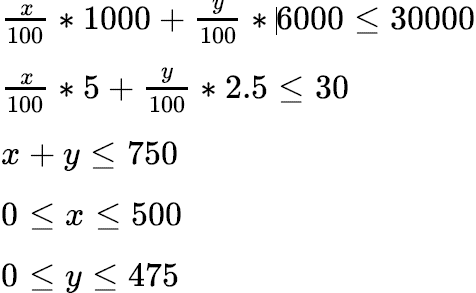 x/100 * 1000 + y/100 * 6000 ≤ 30000
x/100 * 5 + y/100 * 2.5 ≤ 30
x + y ≤ 750
0 ≤ x ≤ 500
0 ≤ y ≤ 475